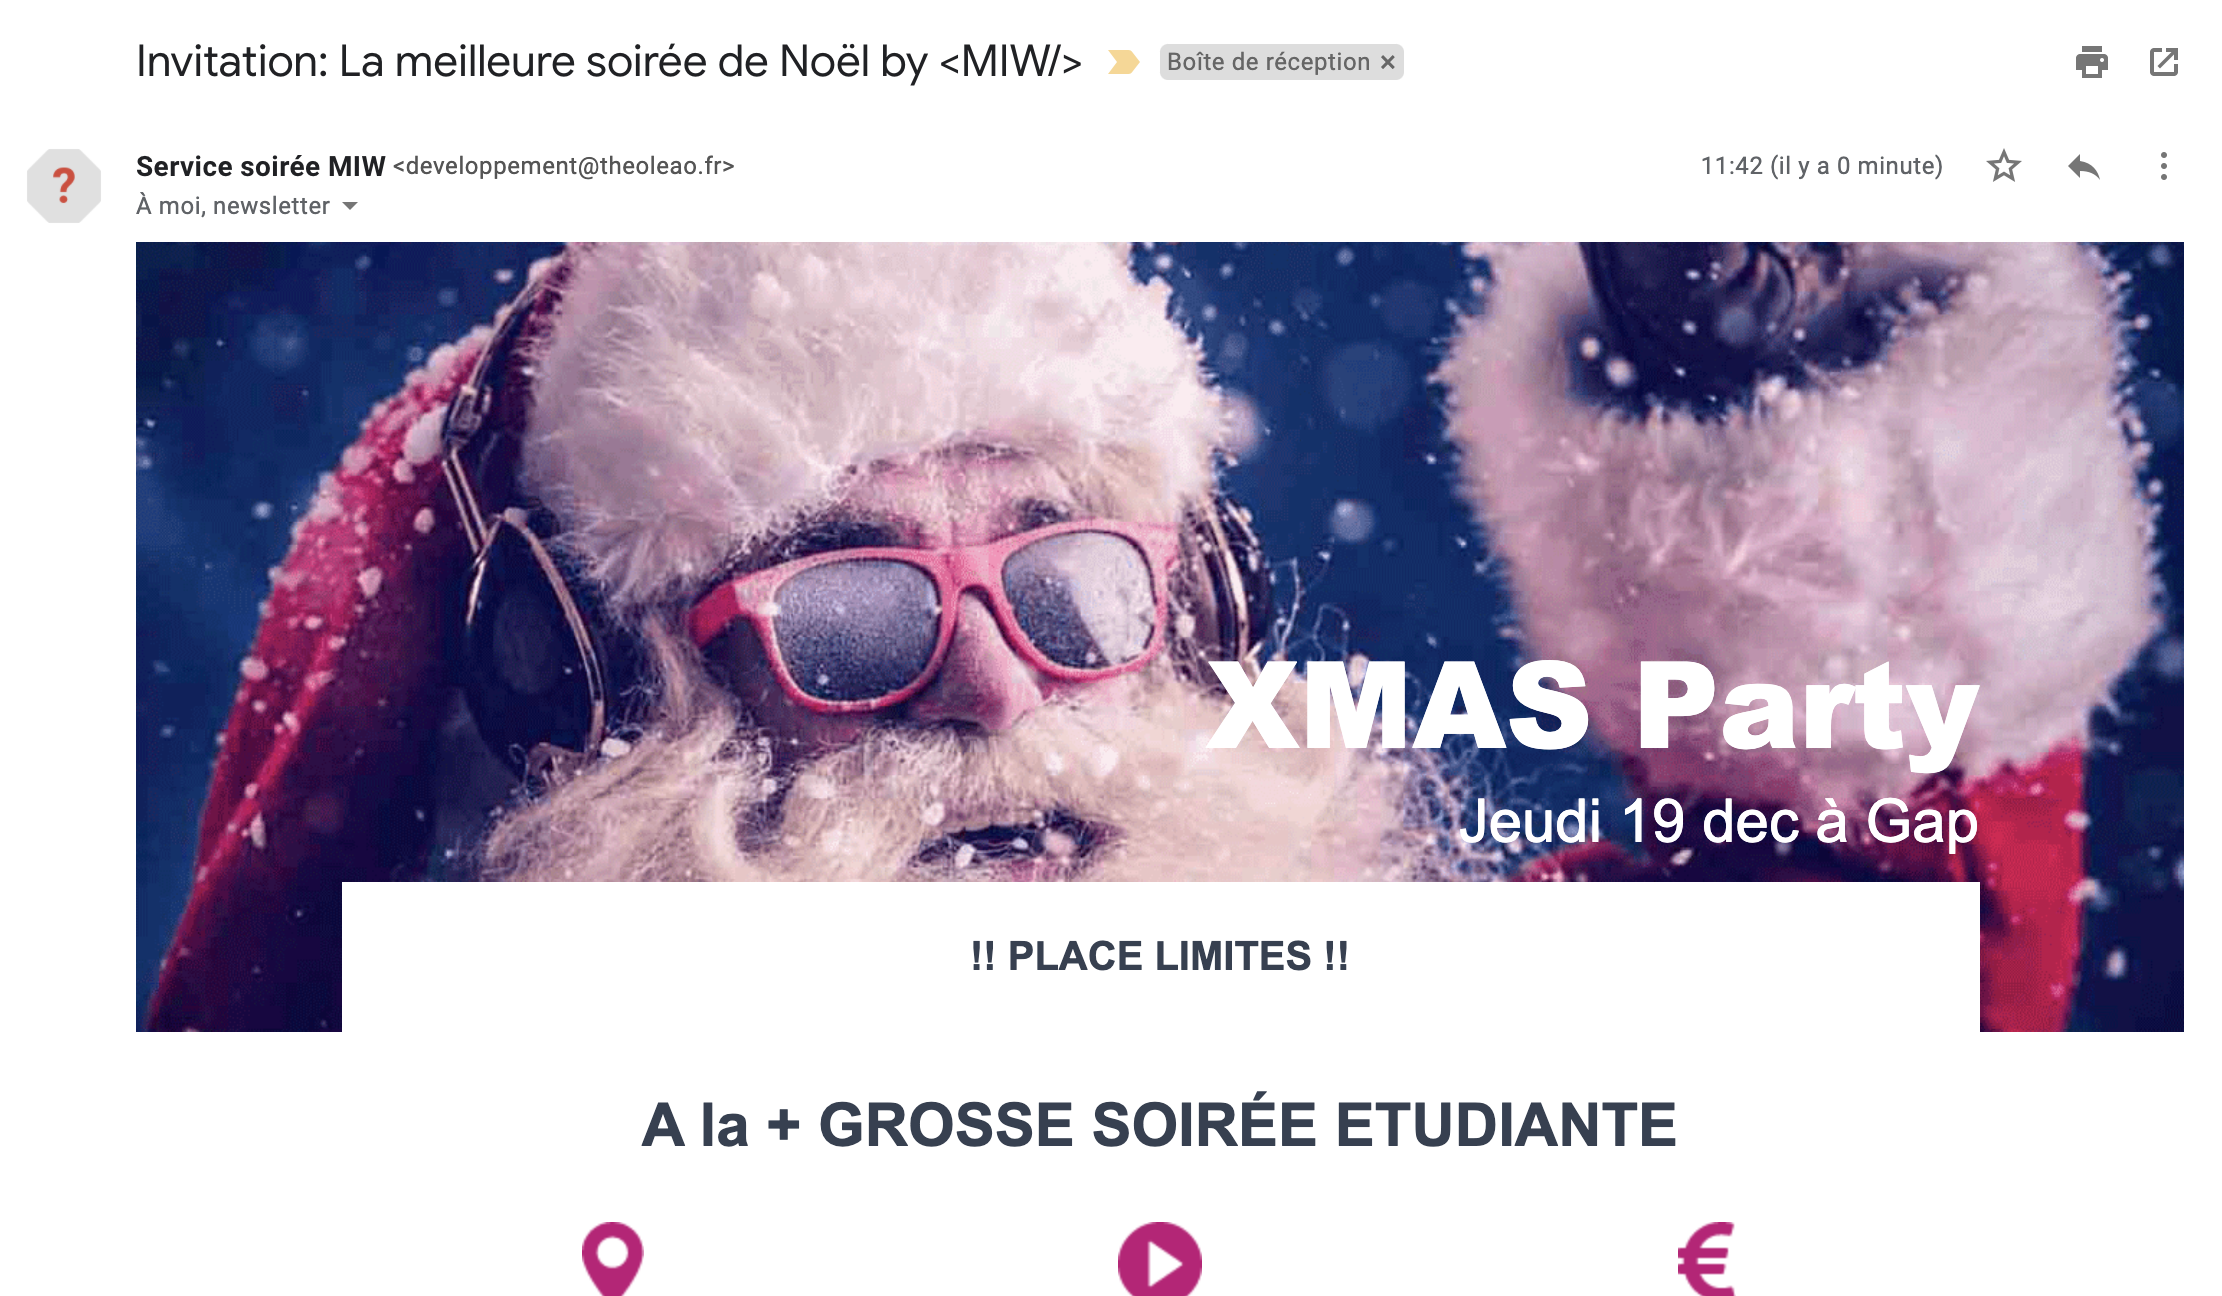 Invitation: La meilleure soirée de Noël by <MIW/>
Boîte de réception ×
Service soirée MIW <developpement@theoleao.fr>
11:42 (il y a 0 minute)
À moi, newsletter
XMAS Party
Jeudi 19 dec à Gap
!! PLACE LIMITES !!
A la + GROSSE SOIRÉE ETUDIANTE